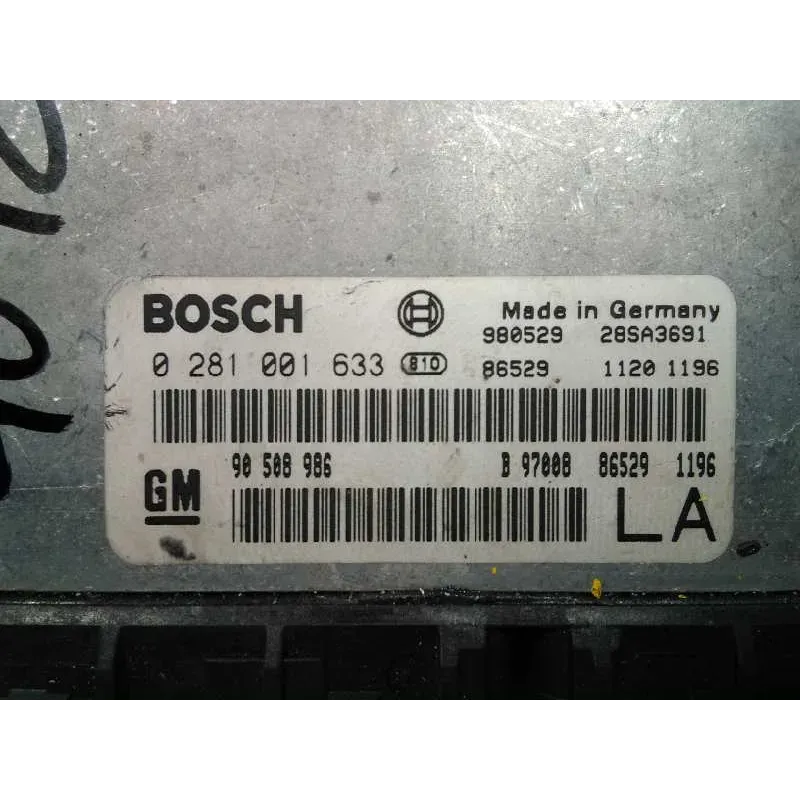 BOSCH Made in Germany
980529 28SA3691
0 281 001 633 810 86529 1120 1196
GM 90 508 986 B 97008 86529 1196
LA